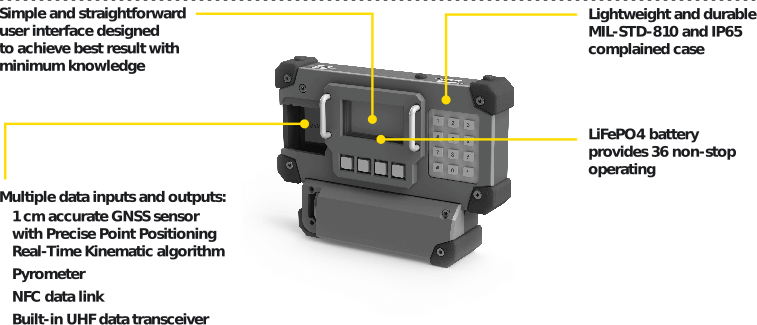 Simple and straightforward
user interface designed
to achieve best result with
minimum knowledge
Lightweight and durable
MIL-STD-810 and IP65
complained case
LiFePO4 battery
provides 36 non-stop
operating
Multiple data inputs and outputs:
1 cm accurate GNSS sensor
with Precise Point Positioning
Real-Time Kinematic algorithm
Pyrometer
NFC data link
Built-in UHF data transceiver
1 2 3